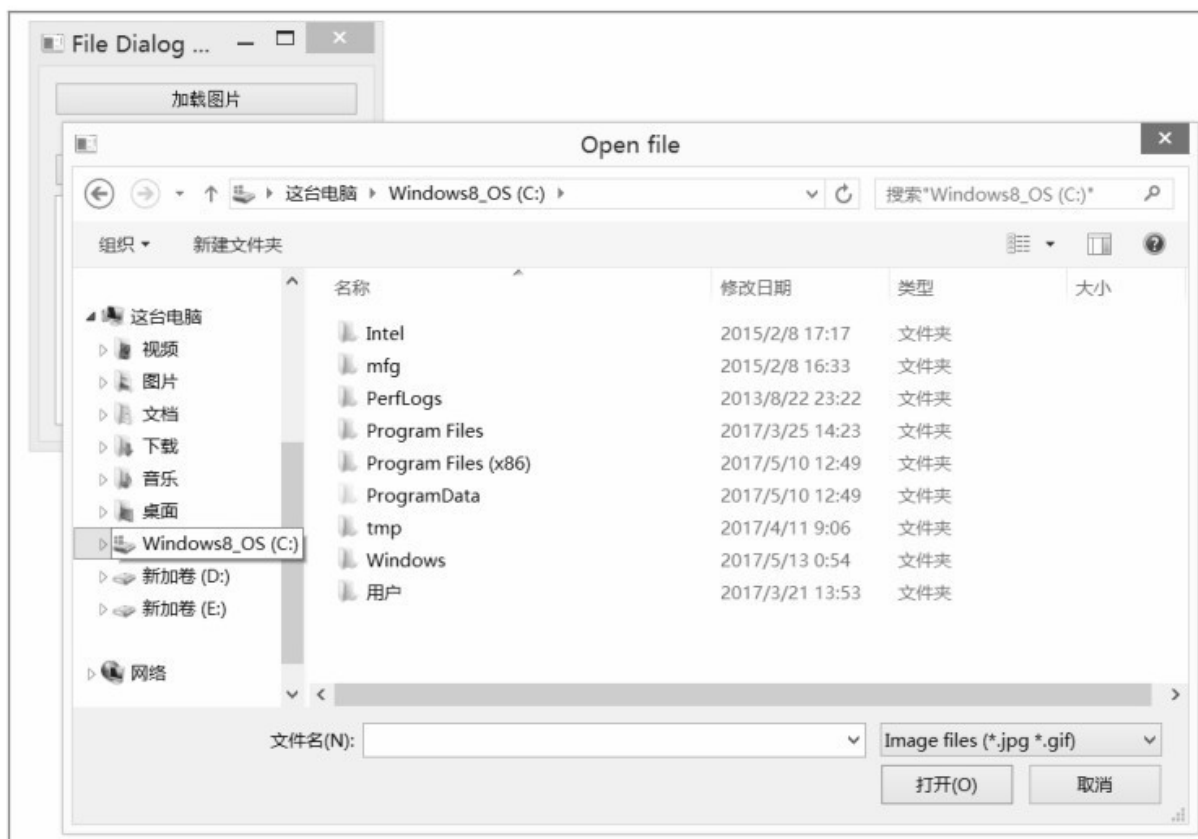 File Dialog ...
加载图片
Open file
这台电脑 Windows8_OS (C:)
搜索"Windows8_OS (C:)"
组织 新建文件夹
名称 修改日期 类型 大小
这台电脑
视频
图片
文档
下载
音乐
桌面
Windows8_OS (C:)
新加卷 (D:)
新加卷 (E:)
网络
Intel 2015/2/8 17:17 文件夹
mfg 2015/2/8 16:33 文件夹
PerfLogs 2013/8/22 23:22 文件夹
Program Files 2017/3/25 14:23 文件夹
Program Files (x86) 2017/5/10 12:49 文件夹
ProgramData 2017/5/10 12:49 文件夹
tmp 2017/4/11 9:06 文件夹
Windows 2017/5/13 0:54 文件夹
用户 2017/3/21 13:53 文件夹
文件名(N):
Image files (*.jpg *.gif)
打开(O) 取消